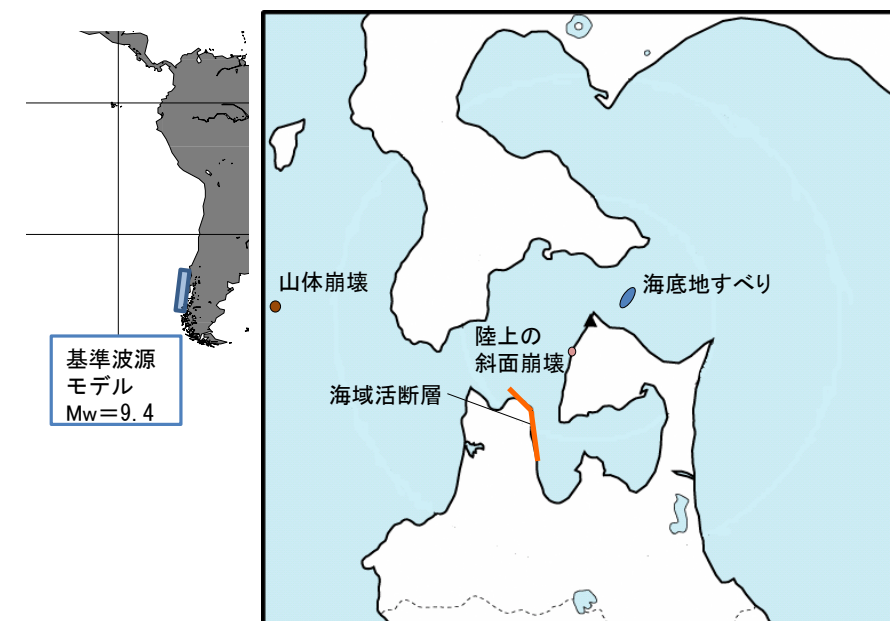 山体崩壊
海底地すべり
陸上の
斜面崩壊
海域活断層
基準波源
モデル
Mw＝9.4